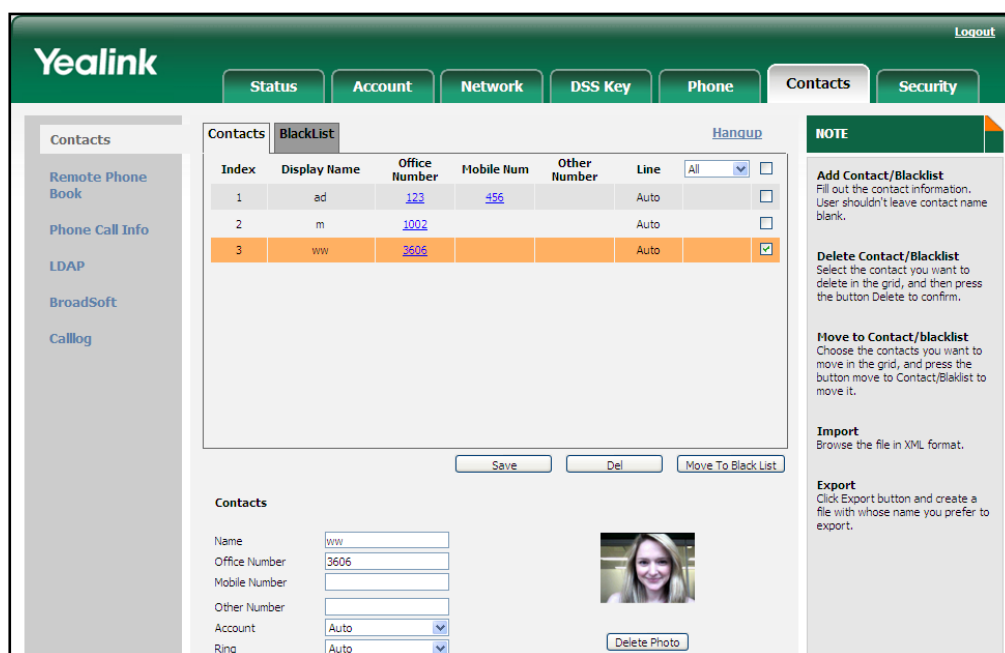 Logout
Yealink
Status Account Network DSS Key Phone Contacts Security
Contacts
Remote Phone
Book
Phone Call Info
LDAP
BroadSoft
Calllog
Contacts BlackList Hangup
Index Display Name Office Number Mobile Num Other Number Line All
1 ad 123 456 Auto
2 m 1002 Auto
3 ww 3606 Auto
Save Del Move To Black List
Contacts
Name ww
Office Number 3606
Mobile Number
Other Number
Account Auto
Ring Auto
Delete Photo
NOTE
Add Contact/Blacklist
Fill out the contact information.
User shouldn't leave contact name
blank.
Delete Contact/Blacklist
Select the contact you want to
delete in the grid, and then press
the button Delete to confirm.
Move to Contact/blacklist
Choose the contacts you want to
move in the grid, and press the
button move to Contact/Blaklist to
move it.
Import
Browse the file in XML format.
Export
Click Export button and create a
file with whose name you prefer to
export.